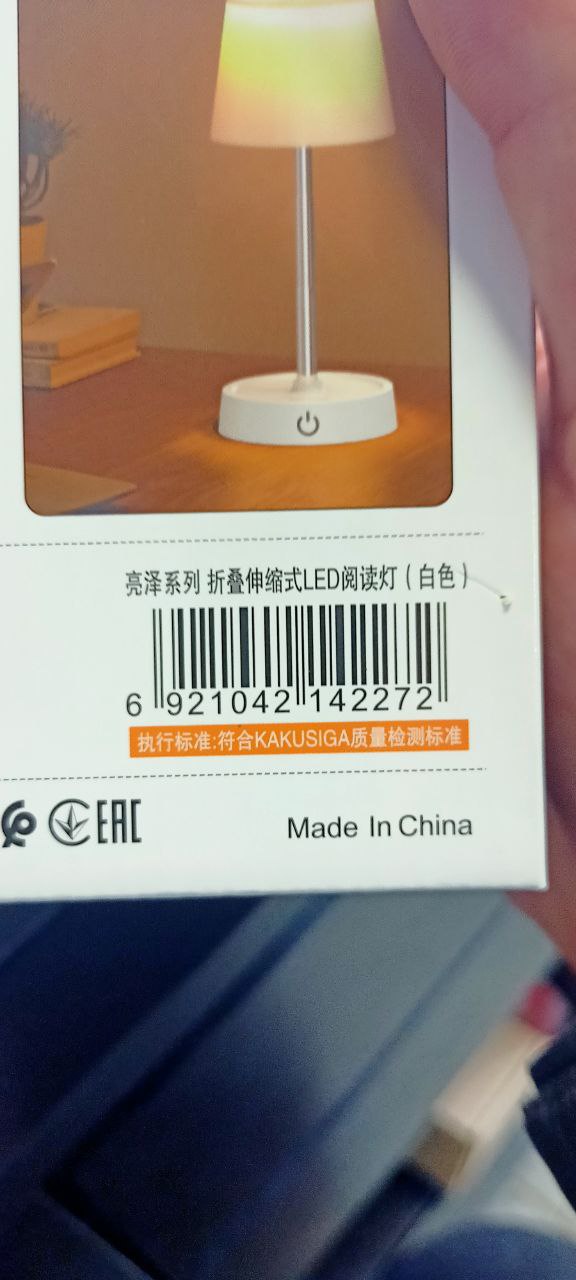 亮泽系列 折叠伸缩式LED阅读灯（白色）
6 921042 142272
执行标准:符合KAKUSIGA质量检测标准
EAC
Made In China